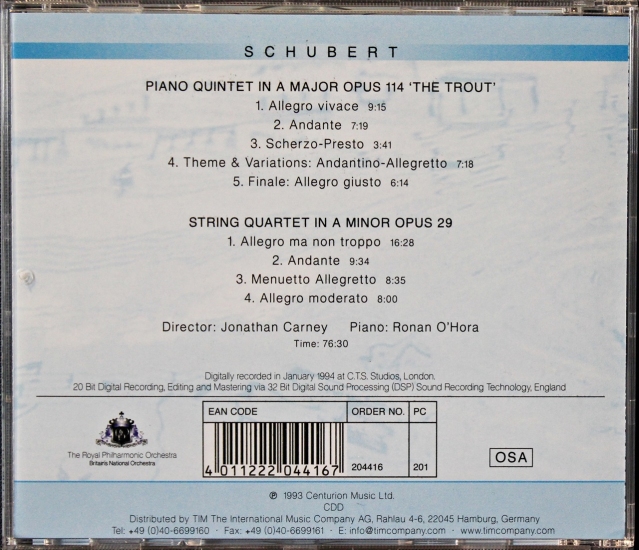 SCHUBERT
PIANO QUINTET IN A MAJOR OPUS 114 'THE TROUT'
1. Allegro vivace 9:15
2. Andante 7:19
3. Scherzo-Presto 3:41
4. Theme & Variations: Andantino-Allegretto 7:18
5. Finale: Allegro giusto 6:14
STRING QUARTET IN A MINOR OPUS 29
1. Allegro ma non troppo 16:28
2. Andante 9:34
3. Menuetto Allegretto 8:35
4. Allegro moderato 8:00
Director: Jonathan Carney Piano: Ronan O'Hora
Time: 76:30
Digitally recorded in January 1994 at C.T.S. Studios, London,
20 Bit Digital Recording, Editing and Mastering via 32 Bit Digital Sound Processing (DSP) Sound Recording Technology, England
The Royal Philharmonic Orchestra
Britain's National Orchestra
EAN CODE ORDER NO. PC
4 011222 044167 204416 201
OSA
℗ 1993 Centurion Music Ltd.
CDD
Distributed by TIM The International Music Company AG, Rahlau 4-6, 22045 Hamburg, Germany
Tel: +49 (0)40-6699160 · Fax: +49 (0)40-6699161 · E: info@timcompany.com · www.timcompany.com